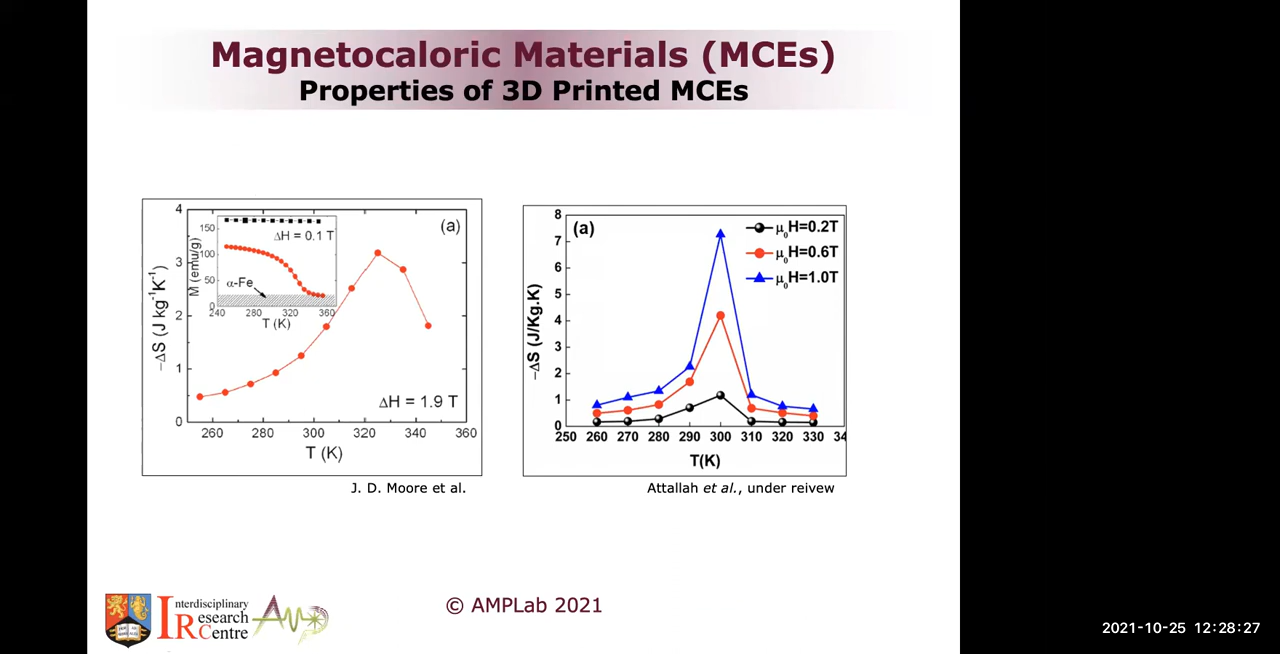 Magnetocaloric Materials (MCEs)
Properties of 3D Printed MCEs
4
3
2
1
0
−ΔS (J kg⁻¹K⁻¹)
(a)
150
100
50
0
M (emu/g)
ΔH = 0.1 T
α-Fe
240 280 320 360
T (K)
ΔH = 1.9 T
260 280 300 320 340 360
T (K)
J. D. Moore et al.
8
7
6
5
4
3
2
1
0
−ΔS (J/Kg.K)
(a)
μ₀H=0.2T
μ₀H=0.6T
μ₀H=1.0T
250 260 270 280 290 300 310 320 330 34
T(K)
Attallah et al., under reivew
Interdisciplinary
Research
Centre
© AMPLab 2021
2021-10-25 12:28:27